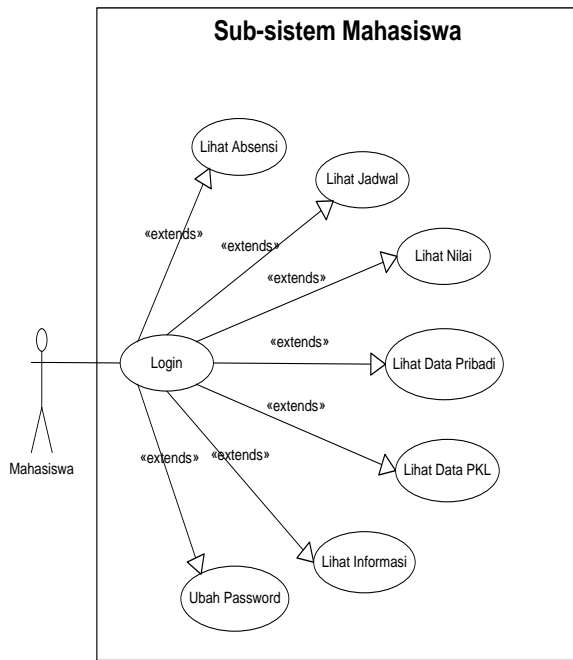 Sub-sistem Mahasiswa
Lihat Absensi
Lihat Jadwal
«extends»
«extends»
Lihat Nilai
«extends»
«extends»
Login
Lihat Data Pribadi
«extends»
Mahasiswa
«extends»
«extends»
Lihat Data PKL
Lihat Informasi
Ubah Password